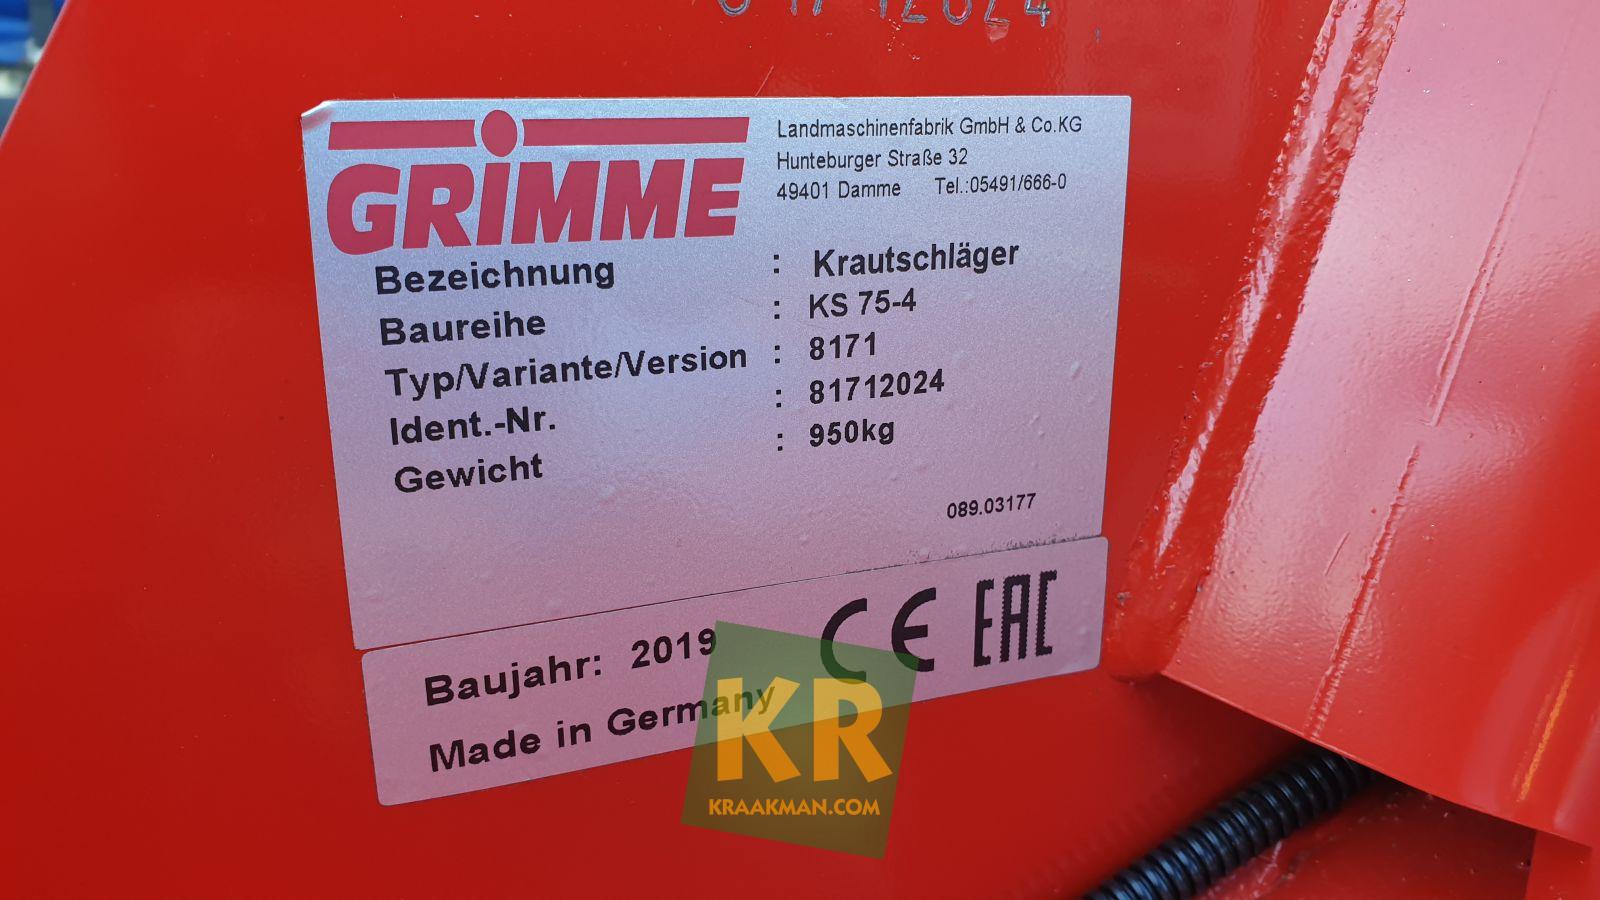 81712024
GRIMME
Landmaschinenfabrik GmbH & Co.KG
Hunteburger Straße 32
49401 Damme Tel.:05491/666-0
Bezeichnung : Krautschläger
Baureihe : KS 75-4
Typ/Variante/Version : 8171
Ident.-Nr. : 81712024
Gewicht : 950kg
089.03177
Baujahr: 2019
CE EAC
Made in Germany
KR
KRAAKMAN.COM